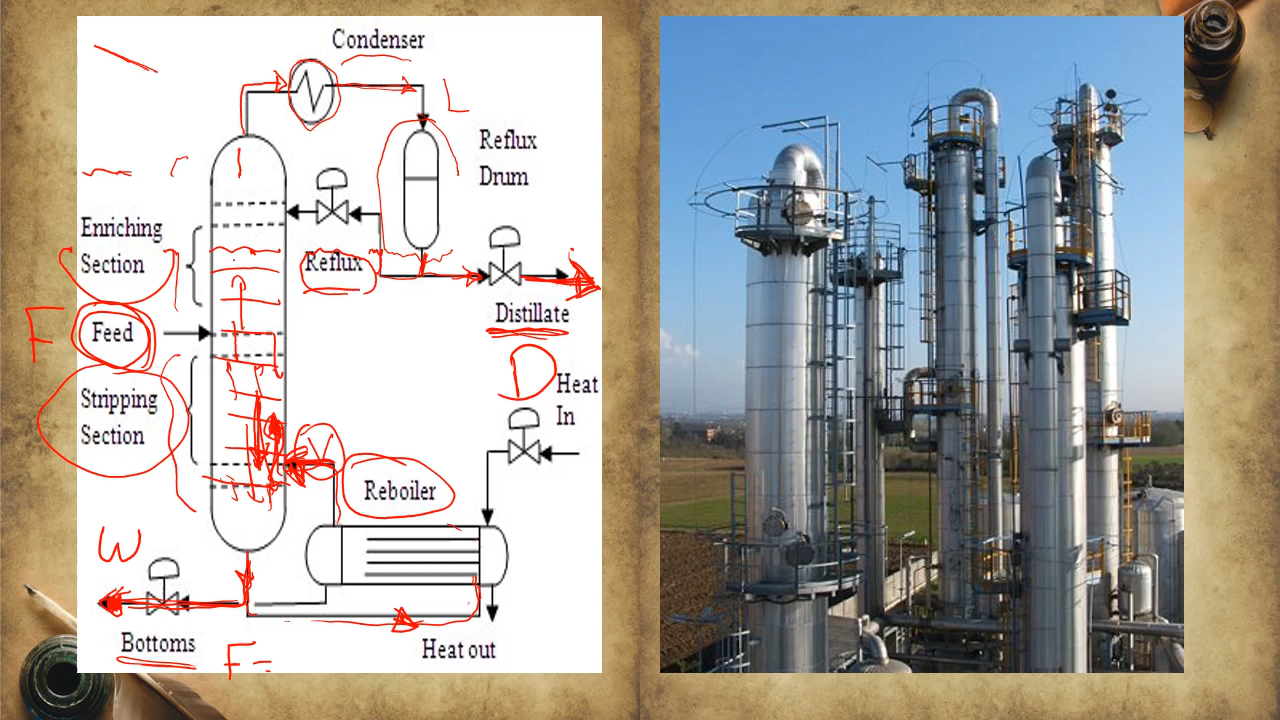 Condenser
L
Reflux
Drum
Enriching
Section
Reflux
F
Feed
Distillate
D
Heat
In
Stripping
Section
V
Reboiler
W
Bottoms
F =
Heat out